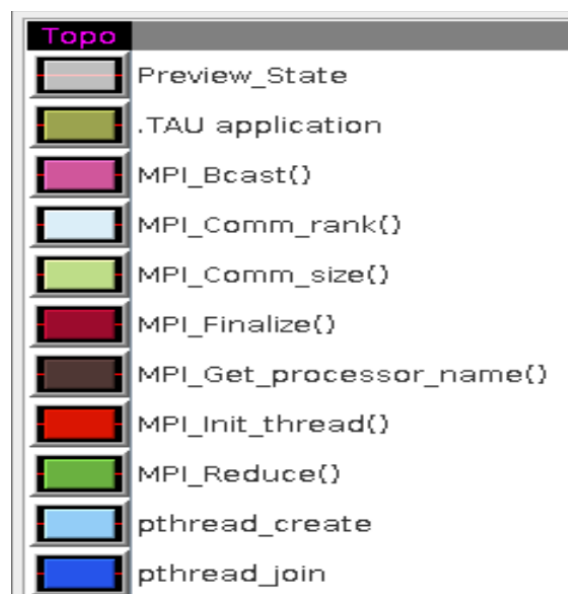 Topo
Preview_State
.TAU application
MPI_Bcast()
MPI_Comm_rank()
MPI_Comm_size()
MPI_Finalize()
MPI_Get_processor_name()
MPI_Init_thread()
MPI_Reduce()
pthread_create
pthread_join